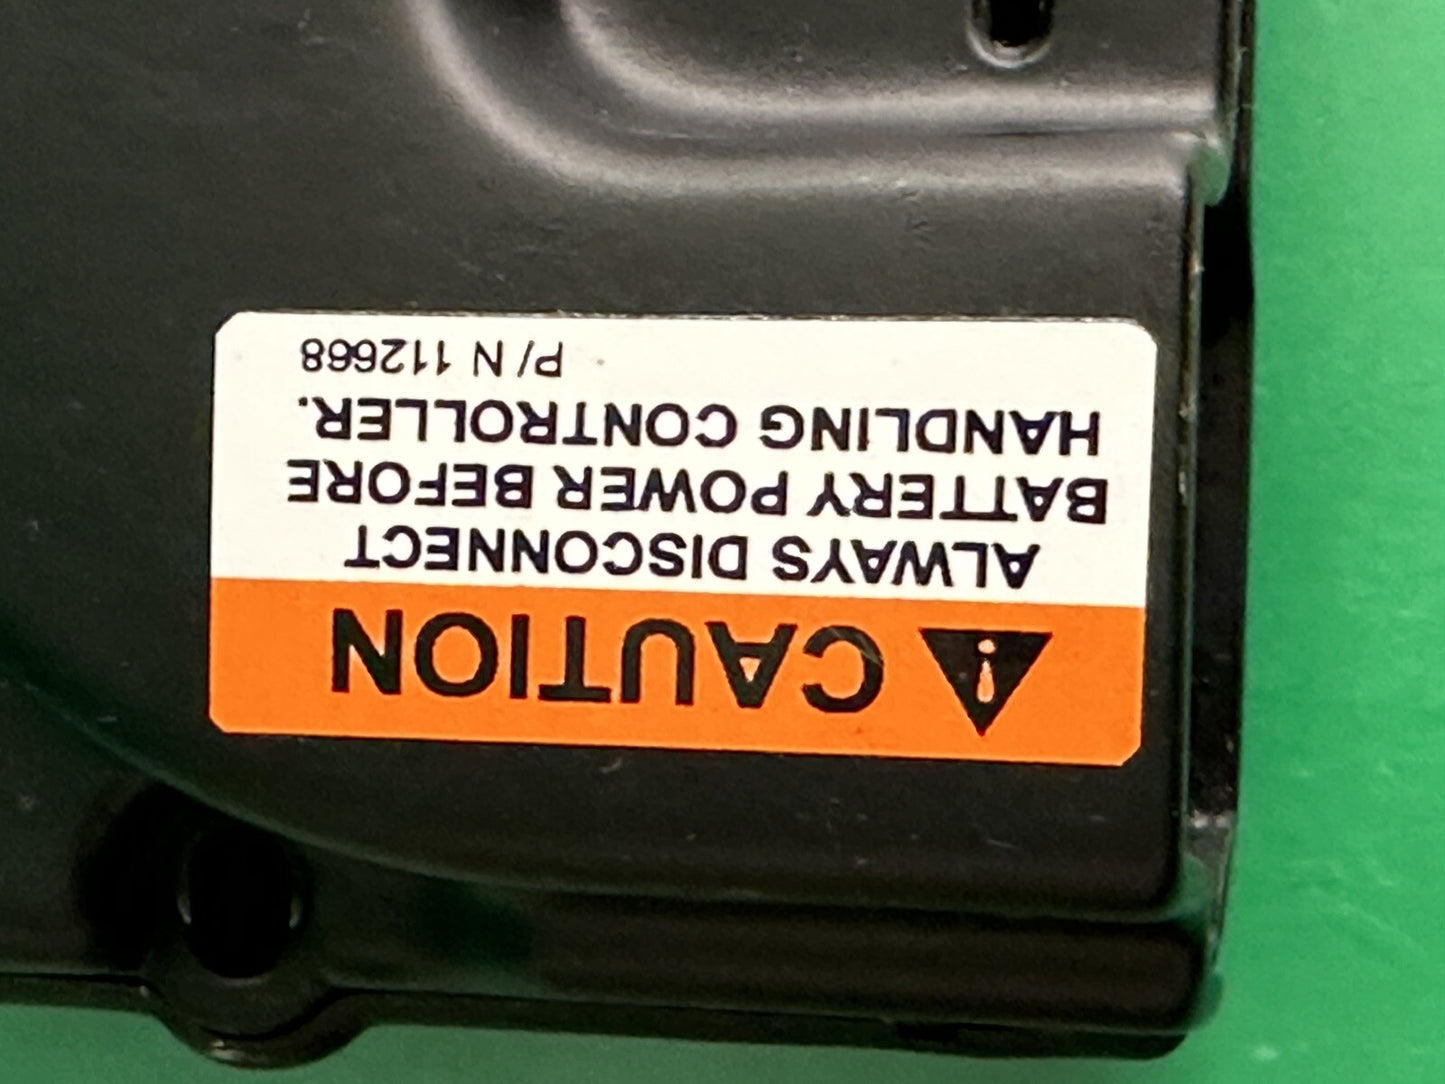 CAUTION
ALWAYS DISCONNECT
BATTERY POWER BEFORE
HANDLING CONTROLLER.
P/N 112668